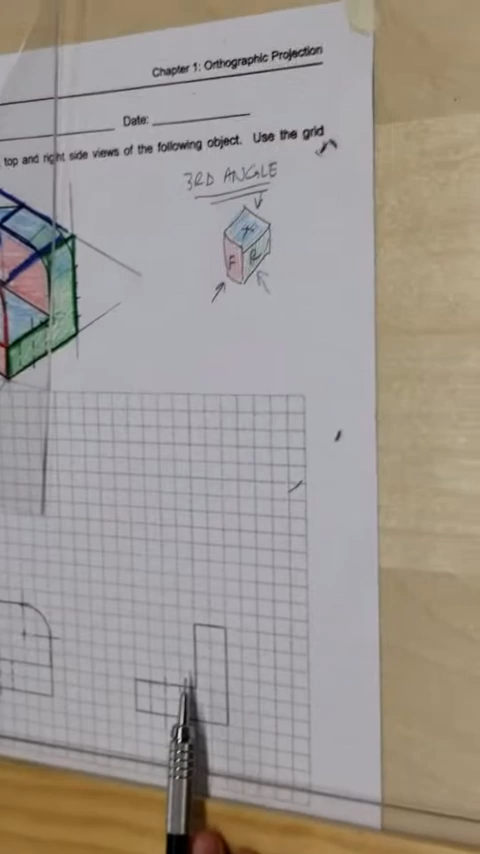 Chapter 1: Orthographic Projection
Date:
top and right side views of the following object. Use the grid
3RD ANGLE
F
R